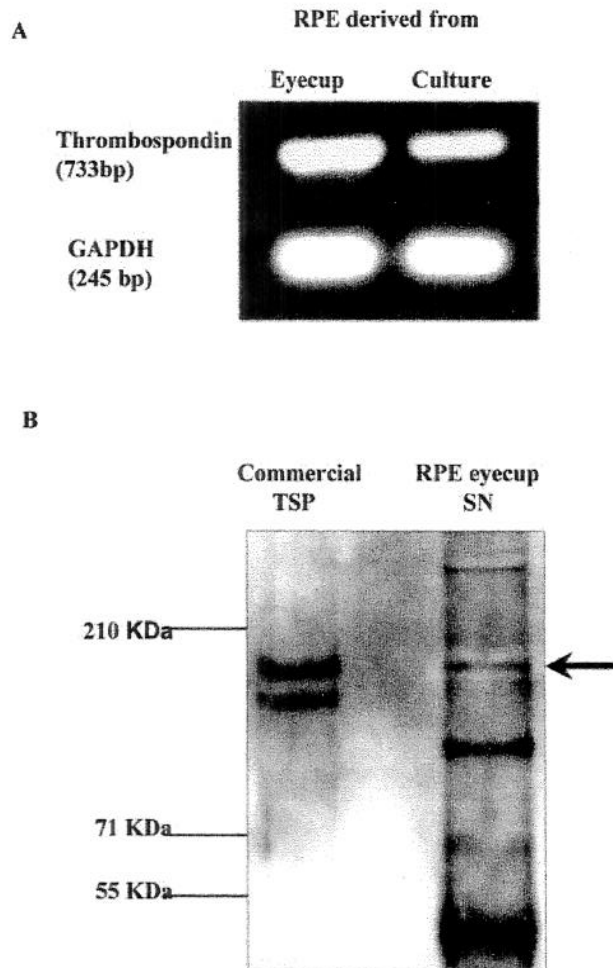 A
RPE derived from
Eyecup Culture
Thrombospondin
(733bp)
GAPDH
(245 bp)
B
Commercial RPE eyecup
TSP SN
210 KDa
71 KDa
55 KDa